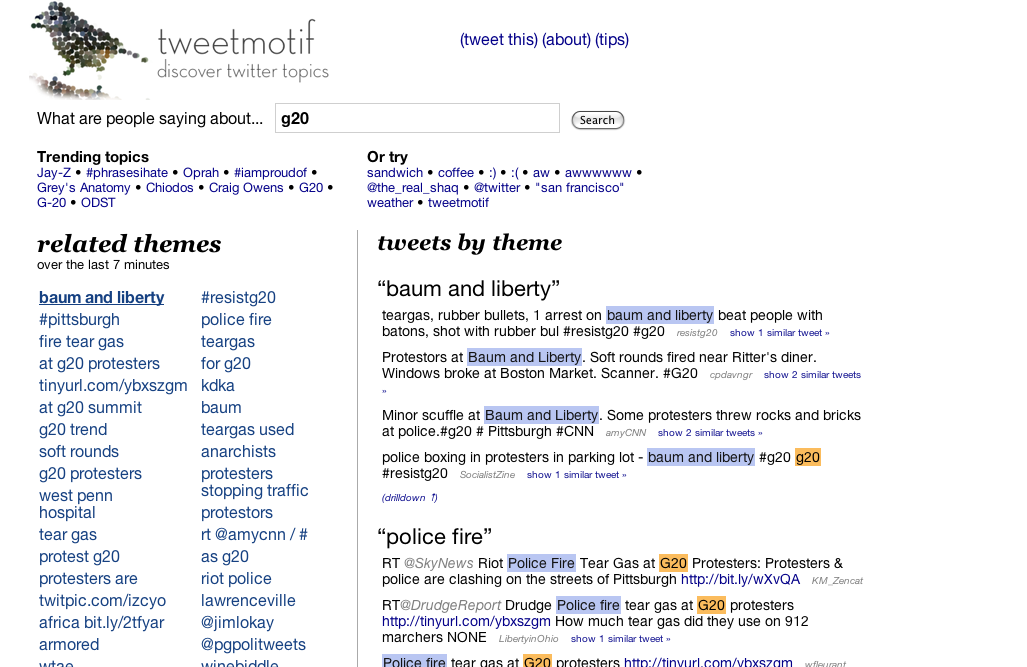 tweetmotif
discover twitter topics
(tweet this) (about) (tips)
What are people saying about... g20 Search
Trending topics
Jay-Z • #phrasesihate • Oprah • #iamproudof •
Grey's Anatomy • Chiodos • Craig Owens • G20 •
G-20 • ODST
Or try
sandwich • coffee • :) • :( • aw • awwwwww •
@the_real_shaq • @twitter • "san francisco"
weather • tweetmotif
related themes
over the last 7 minutes
baum and liberty
#pittsburgh
fire tear gas
at g20 protesters
tinyurl.com/ybxszgm
at g20 summit
g20 trend
soft rounds
g20 protesters
west penn
hospital
tear gas
protest g20
protesters are
twitpic.com/izcyo
africa bit.ly/2tfyar
armored
wtae
#resistg20
police fire
teargas
for g20
kdka
baum
teargas used
anarchists
protesters
stopping traffic
protestors
rt @amycnn / #
as g20
riot police
lawrenceville
@jimlokay
@pgpolitweets
winebiddle
tweets by theme
“baum and liberty”
teargas, rubber bullets, 1 arrest on baum and liberty beat people with
batons, shot with rubber bul #resistg20 #g20 resistg20 show 1 similar tweet »
Protestors at Baum and Liberty. Soft rounds fired near Ritter's diner.
Windows broke at Boston Market. Scanner. #G20 cpdavngr show 2 similar tweets
»
Minor scuffle at Baum and Liberty. Some protesters threw rocks and bricks
at police.#g20 # Pittsburgh #CNN amyCNN show 2 similar tweets »
police boxing in protesters in parking lot - baum and liberty #g20 g20
#resistg20 SocialistZine show 1 similar tweet »
(drilldown ↑)
“police fire”
RT @SkyNews Riot Police Fire Tear Gas at G20 Protesters: Protesters &
police are clashing on the streets of Pittsburgh http://bit.ly/wXvQA KM_Zencat
RT@DrudgeReport Drudge Police fire tear gas at G20 protesters
http://tinyurl.com/ybxszgm How much tear gas did they use on 912
marchers NONE LibertyinOhio show 1 similar tweet »
Police fire tear gas at G20 protesters http://tinyurl.com/ybxszgm wfleurant